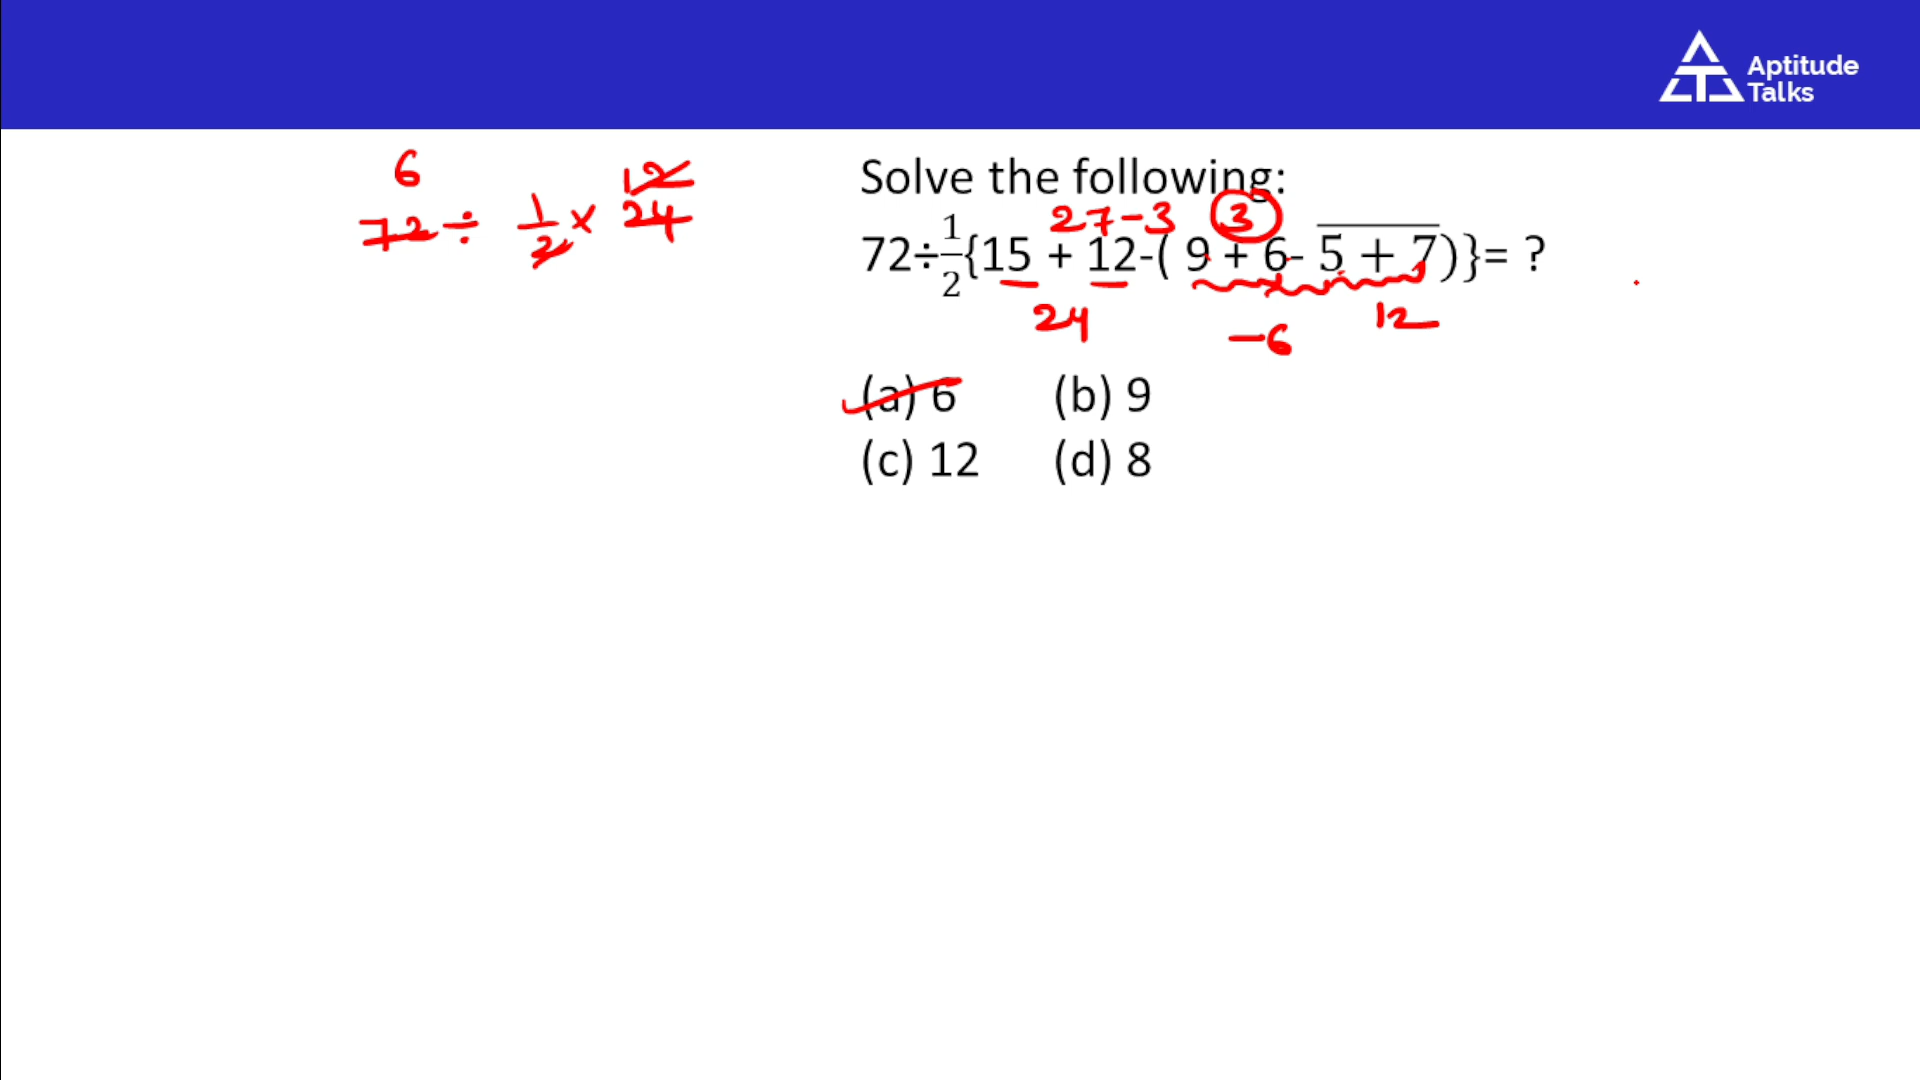 Aptitude
Talks
6
12
72 ÷ 1/2 × 24
Solve the following:
27-3 3
72÷1/2{15 + 12-( 9 + 6- 5 + 7)}= ?
24 -6 12
(a) 6 (b) 9
(c) 12 (d) 8